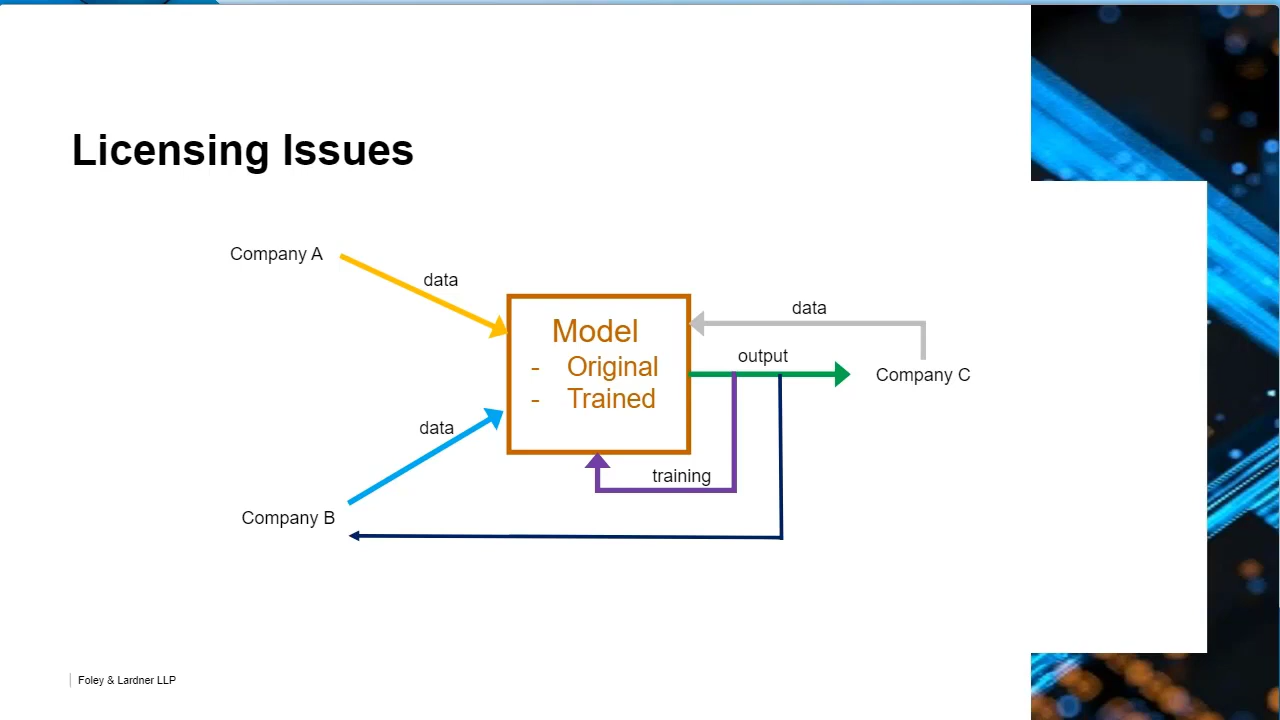 Licensing Issues
Company A
data
data
Model
- Original
- Trained
output
Company C
data
training
Company B
Foley & Lardner LLP